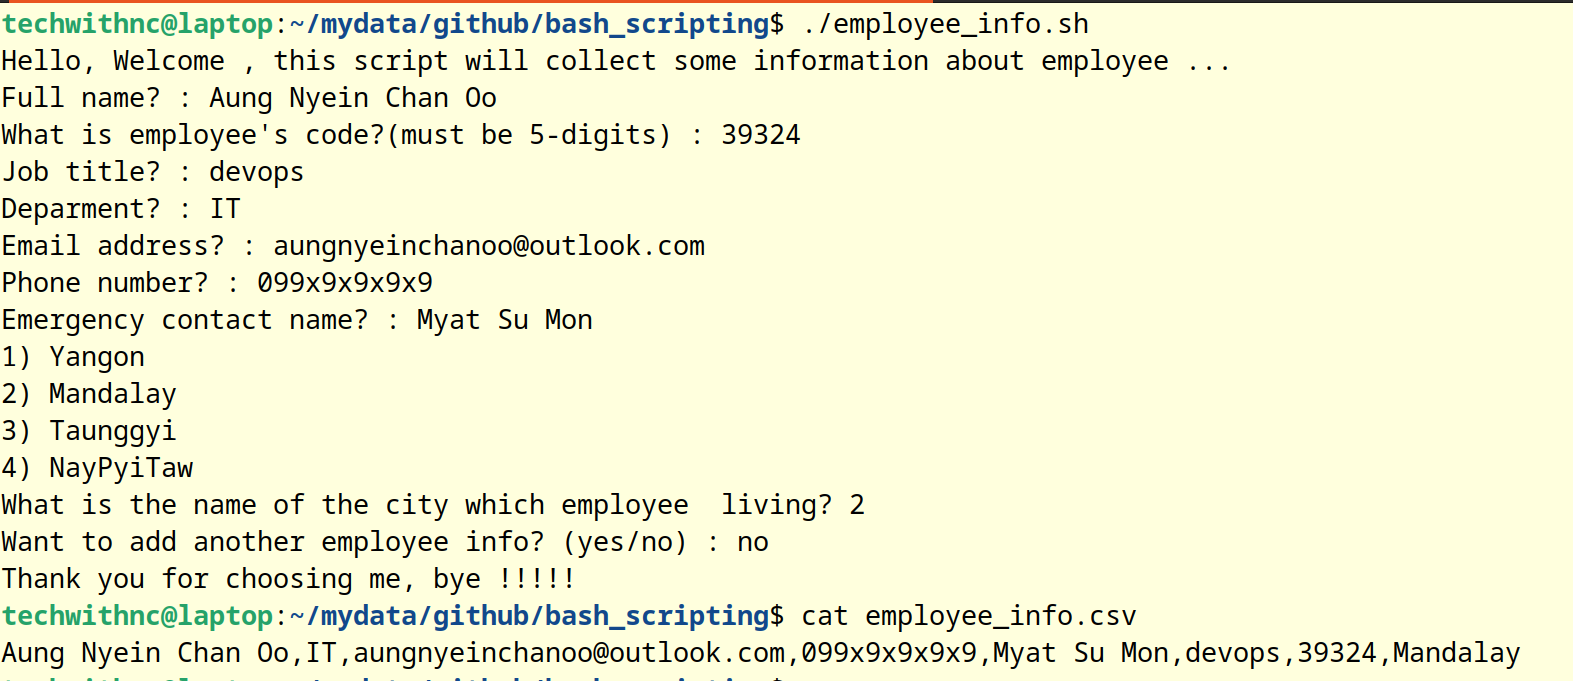 techwithnc@laptop:~/mydata/github/bash_scripting$ ./employee_info.sh
Hello, Welcome , this script will collect some information about employee ...
Full name? : Aung Nyein Chan Oo
What is employee's code?(must be 5-digits) : 39324
Job title? : devops
Deparment? : IT
Email address? : aungnyeinchanoo@outlook.com
Phone number? : 099x9x9x9x9
Emergency contact name? : Myat Su Mon
1) Yangon
2) Mandalay
3) Taunggyi
4) NayPyiTaw
What is the name of the city which employee  living? 2
Want to add another employee info? (yes/no) : no
Thank you for choosing me, bye !!!!!
techwithnc@laptop:~/mydata/github/bash_scripting$ cat employee_info.csv
Aung Nyein Chan Oo,IT,aungnyeinchanoo@outlook.com,099x9x9x9x9,Myat Su Mon,devops,39324,Mandalay